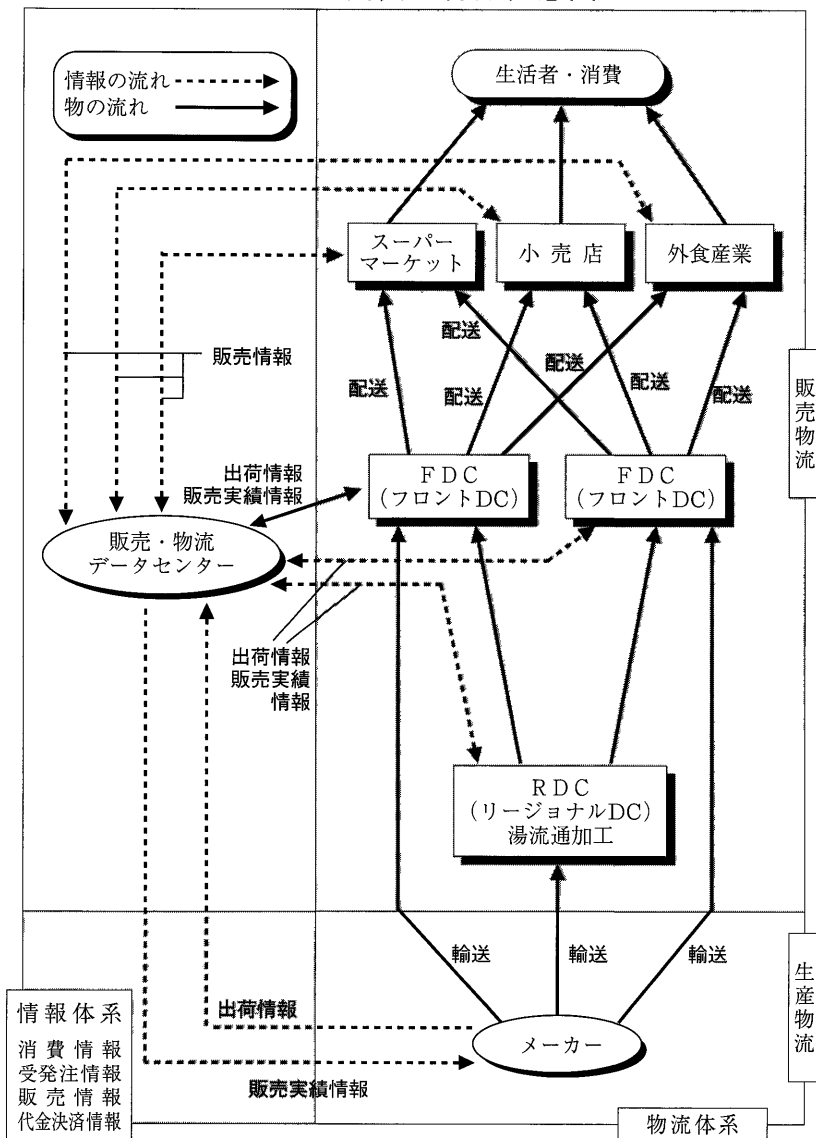 情報の流れ
物の流れ
生活者・消費
スーパー
マーケット
小売店
外食産業
配送
販売情報
配送
配送
配送
配送
販売物流
出荷情報
販売実績情報
FDC
(フロントDC)
FDC
(フロントDC)
販売・物流
データセンター
出荷情報
販売実績
情報
RDC
(リージョナルDC)
湯流通加工
輸送
輸送
輸送
生産物流
出荷情報
メーカー
販売実績情報
情報体系
消費情報
受発注情報
販売情報
代金決済情報
物流体系